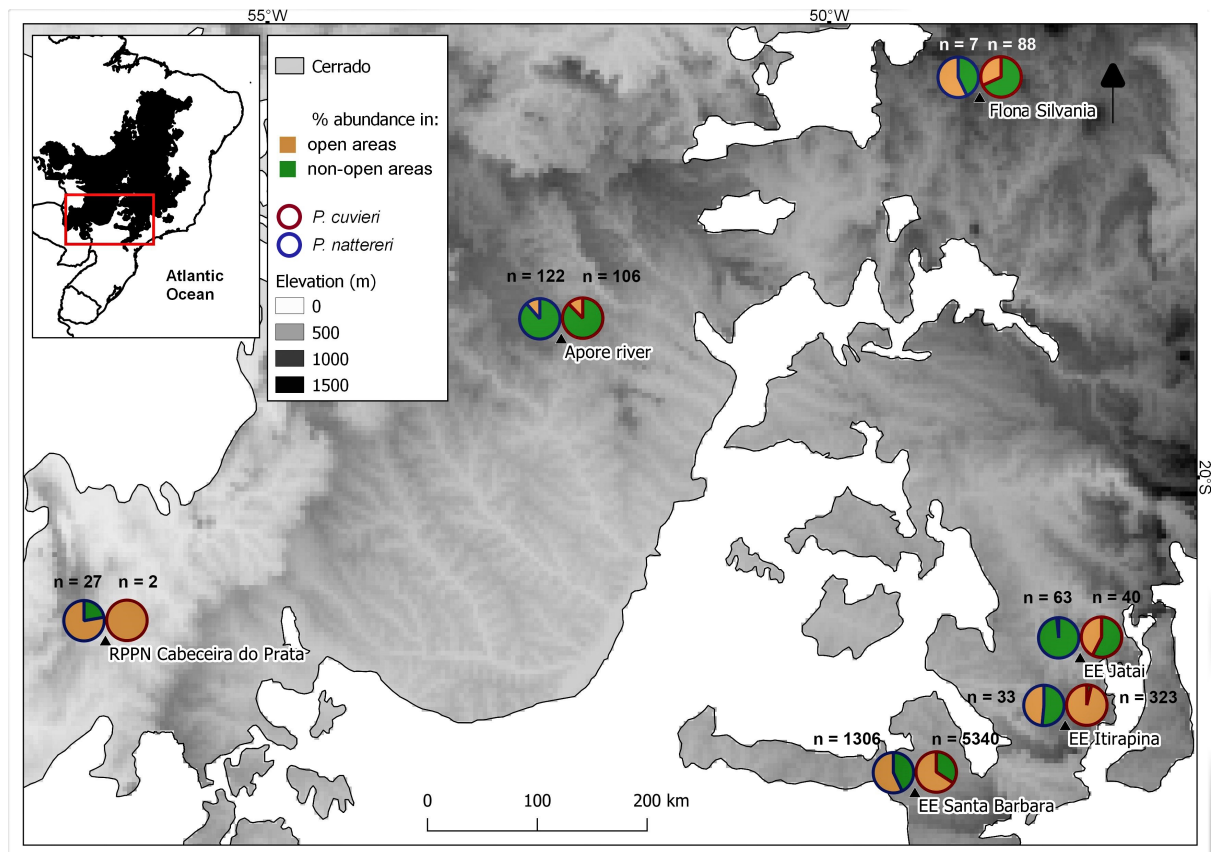 55°W
50°W
20°S
Atlantic
Ocean
Cerrado
% abundance in:
open areas
non-open areas
P. cuvieri
P. nattereri
Elevation (m)
0
500
1000
1500
n = 7 n = 88
Flona Silvania
n = 122 n = 106
Apore river
n = 27 n = 2
RPPN Cabeceira do Prata
n = 63 n = 40
EE Jatai
n = 33 n = 323
EE Itirapina
n = 1306 n = 5340
EE Santa Barbara
0 100 200 km